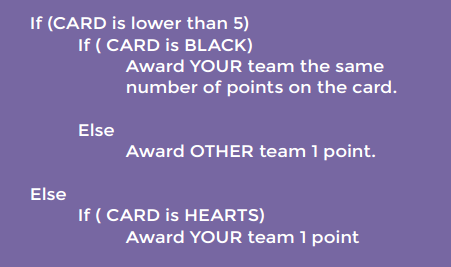 If (CARD is lower than 5)
If ( CARD is BLACK)
Award YOUR team the same
number of points on the card.
Else
Award OTHER team 1 point.
Else
If ( CARD is HEARTS)
Award YOUR team 1 point